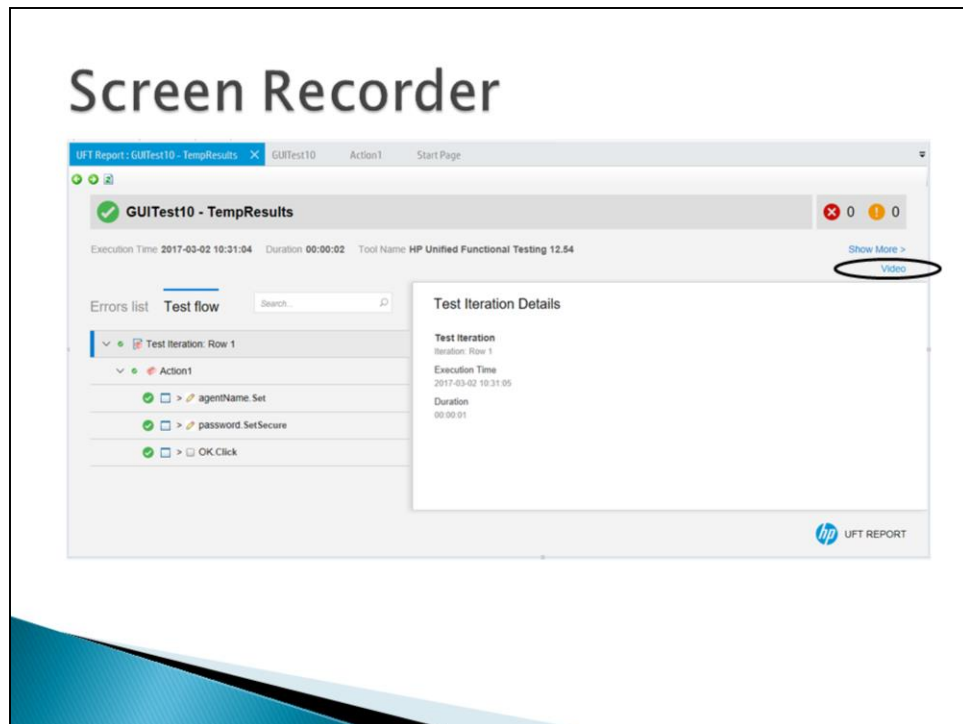 Screen Recorder
UFT Report : GUITest10 - TempResults GUITest10 Action1 Start Page
GUITest10 - TempResults 0 0
Execution Time 2017-03-02 10:31:04 Duration 00:00:02 Tool Name HP Unified Functional Testing 12.54 Show More >
Video
Errors list Test flow Search...
Test Iteration: Row 1
Action1
> agentName.Set
> password.SetSecure
> OK.Click
Test Iteration Details
Test Iteration
Iteration: Row 1
Execution Time
2017-03-02 10:31:05
Duration
00:00:01
hp UFT REPORT